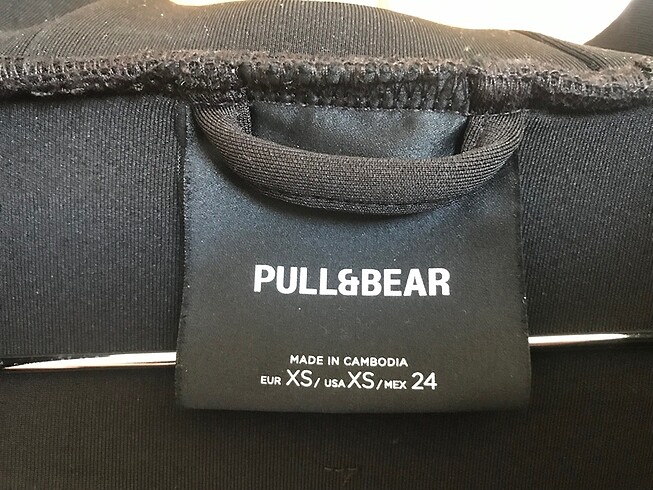 PULL&BEAR
MADE IN CAMBODIA
EUR XS/ USA XS/MEX 24